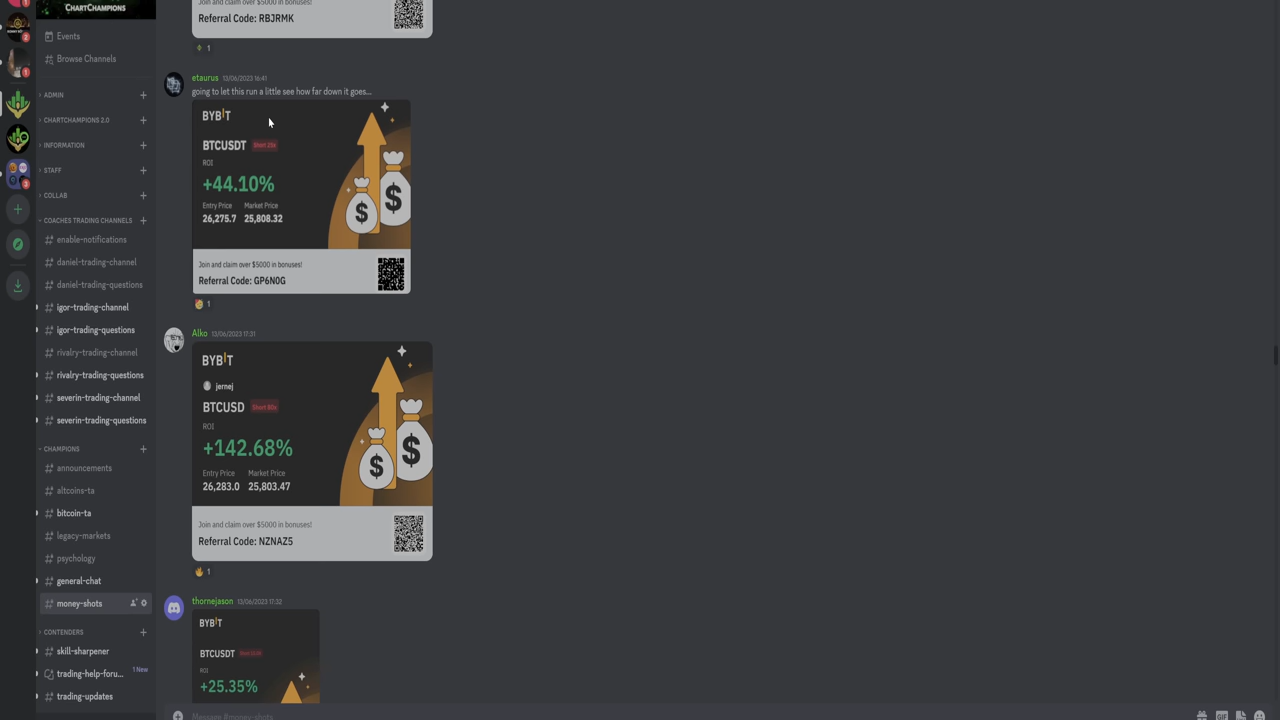 CHARTCHAMPIONS
Events
Browse Channels
ADMIN
CHARTCHAMPIONS 2.0
INFORMATION
STAFF
COLLAB
COACHES TRADING CHANNELS
enable-notifications
daniel-trading-channel
daniel-trading-questions
igor-trading-channel
igor-trading-questions
rivalry-trading-channel
rivalry-trading-questions
severin-trading-channel
severin-trading-questions
CHAMPIONS
announcements
altcoins-ta
bitcoin-ta
legacy-markets
psychology
general-chat
money-shots
CONTENDERS
skill-sharpener
trading-help-foru...
1 New
trading-updates
Join and claim over $5000 in bonuses!
Referral Code: RBJRMK
1
etaurus 13/06/2023 16:41
going to let this run a little see how far down it goes...
BYBIT
BTCUSDT
ROI
+44.10%
Entry Price Market Price
26,275.7 25,808.32
Join and claim over $5000 in bonuses!
Referral Code: GP6N0G
1
Alko 13/06/2023 17:31
BYBIT
jernej
BTCUSD
ROI
+142.68%
Entry Price Market Price
26,283.0 25,803.47
Join and claim over $5000 in bonuses!
Referral Code: NZNAZ5
1
thornejason 13/06/2023 17:32
BYBIT
BTCUSDT
ROI
+25.35%
Message #money-shots